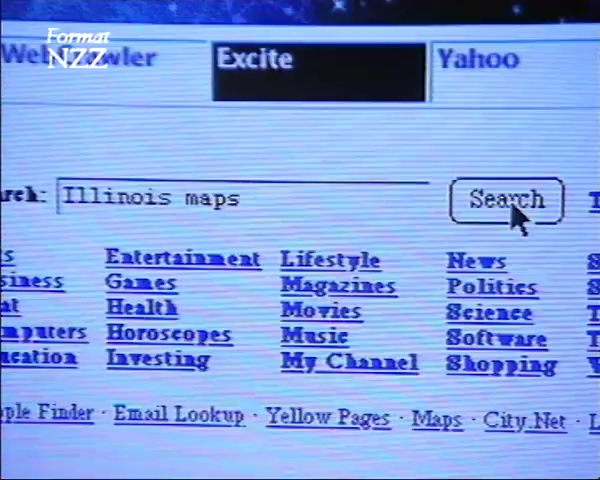 Format
NZZ
Excite
Yahoo
Illinois maps
Search
Entertainment Lifestyle News
Games Magazines Politics
Health Movies Science
Horoscopes Music Software
Investing My Channel Shopping
Finder · Email Lookup · Yellow Pages · Maps · City.Net ·